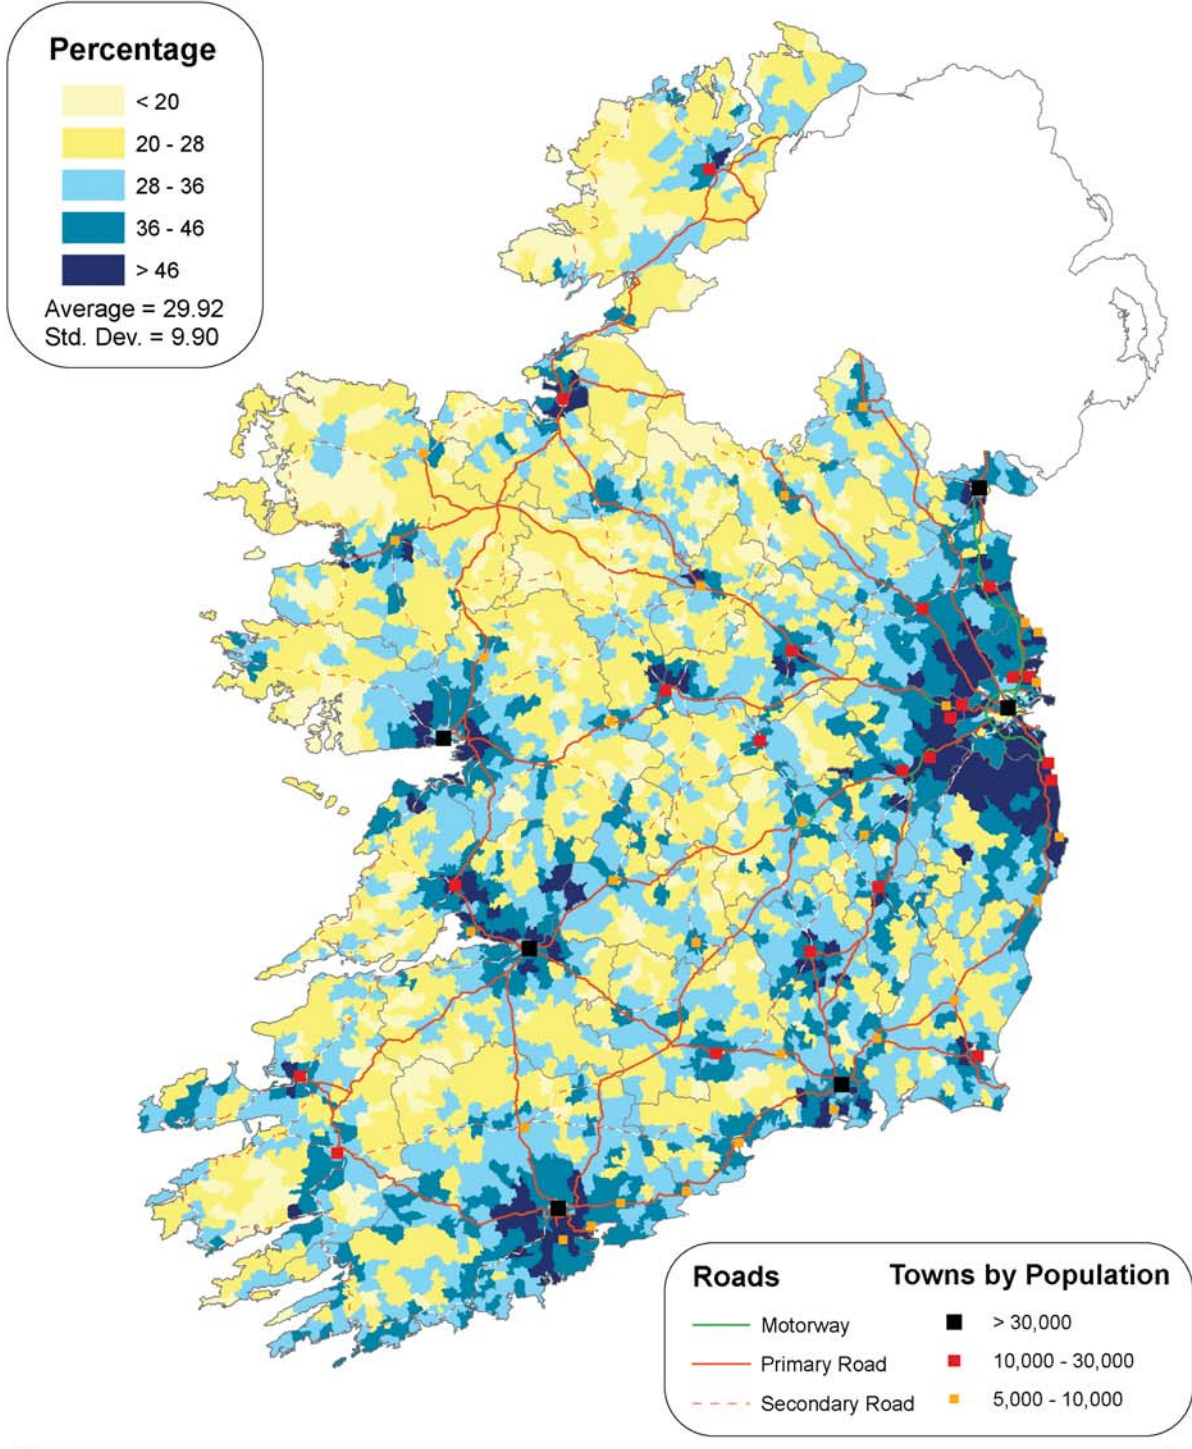 Percentage
< 20
20 - 28
28 - 36
36 - 46
> 46
Average = 29.92
Std. Dev. = 9.90
Roads
Motorway
Primary Road
Secondary Road
Towns by Population
> 30,000
10,000 - 30,000
5,000 - 10,000